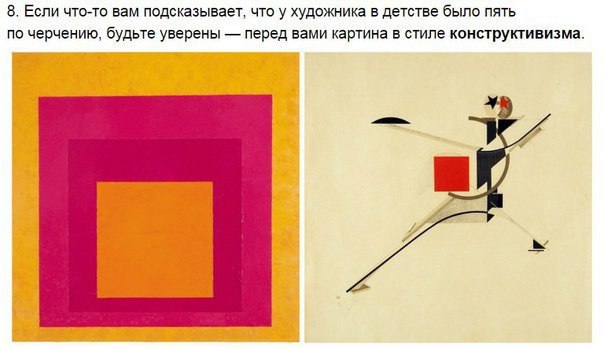 8. Если что-то вам подсказывает, что у художника в детстве было пять
по черчению, будьте уверены — перед вами картина в стиле конструктивизма.